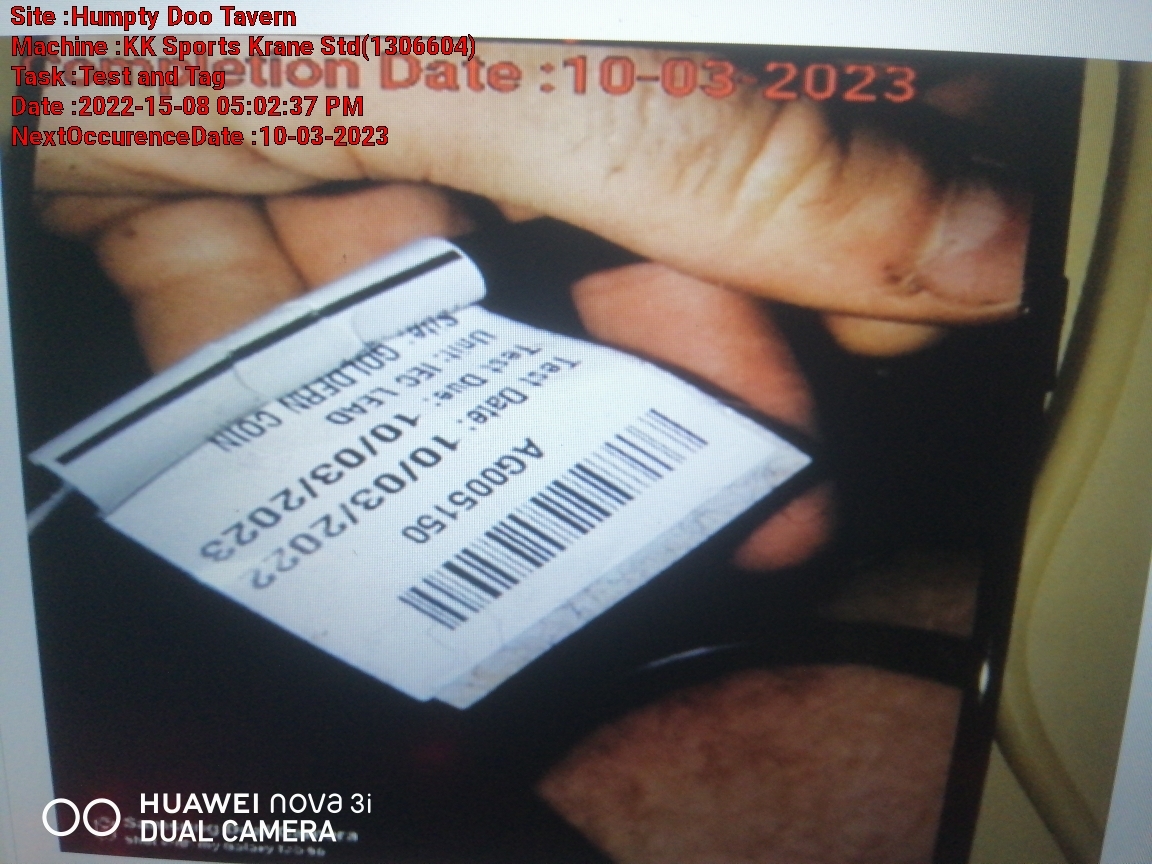 Site :Humpty Doo Tavern
Machine :KK Sports Krane Std(1306604)
Task :Test and Tag
Date :2022-15-08 05:02:37 PM
NextOccurenceDate :10-03-2023
Completion Date :10-03-2023
AG005150
Test Date: 10/03/2022
Test Due: 10/03/2023
Unit: IEC LEAD
Site: GOLDERN COIN
HUAWEI nova 3i
DUAL CAMERA